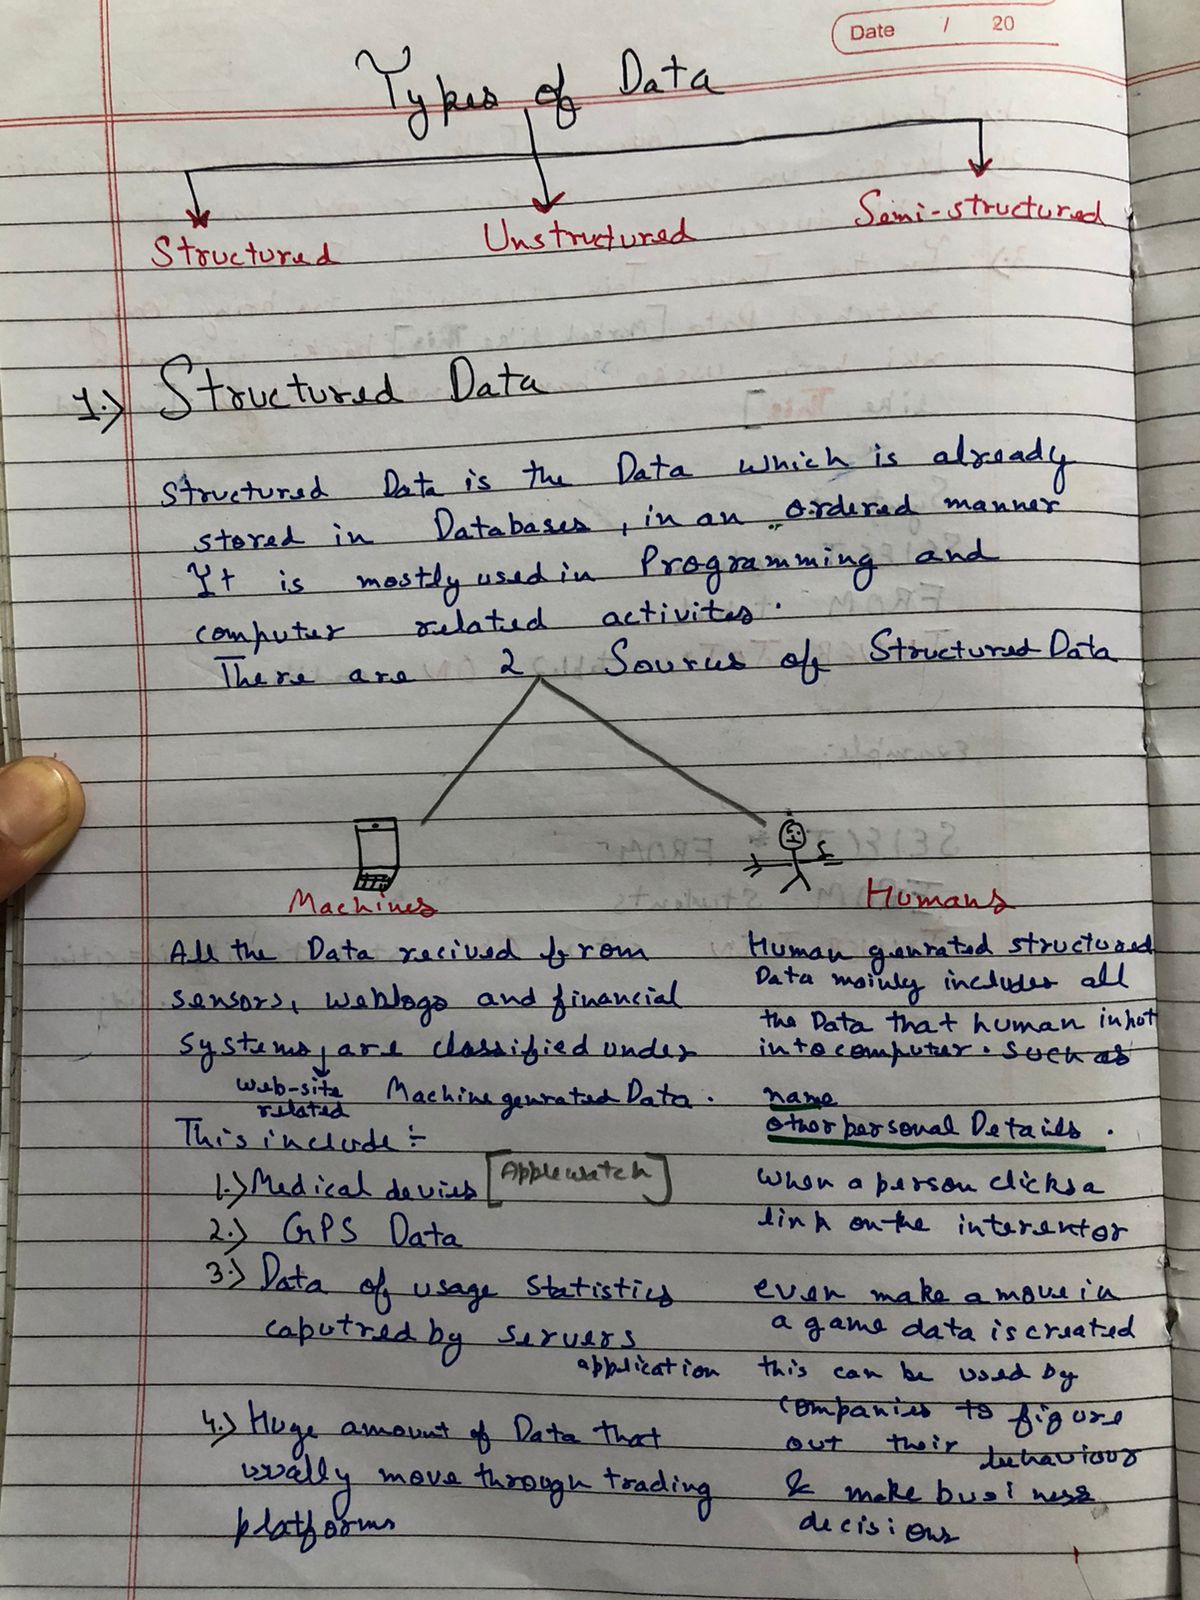 Date / 20
Types of Data
Structured
Unstructured
Semi-structured
1.) Structured Data
Structured Data is the Data which is already
stored in Databases, in an ordered manner
It is mostly used in Programming and
computer related activites.
There are 2 Sources of Structured Data
Machines
All the Data recived from
sensors, weblogs and financial
systems, are classified under
web-site
related
Machine genrated Data.
This include ÷
1.) Medical devies [Apple watch]
2.) GPS Data
3.) Data of usage statistics
caputred by servers
application
4.) Huge amount of Data that
usually move through trading
platforms
Humans
Human genrated structured
Data mainly includes all
the Data that human input
into computer. Such as
name
other personal Details.
when a person clicks a
link on the
or
even make a move in
a game data is created
this can be used by
companies to figure
out their behaviour
& make business
decisions